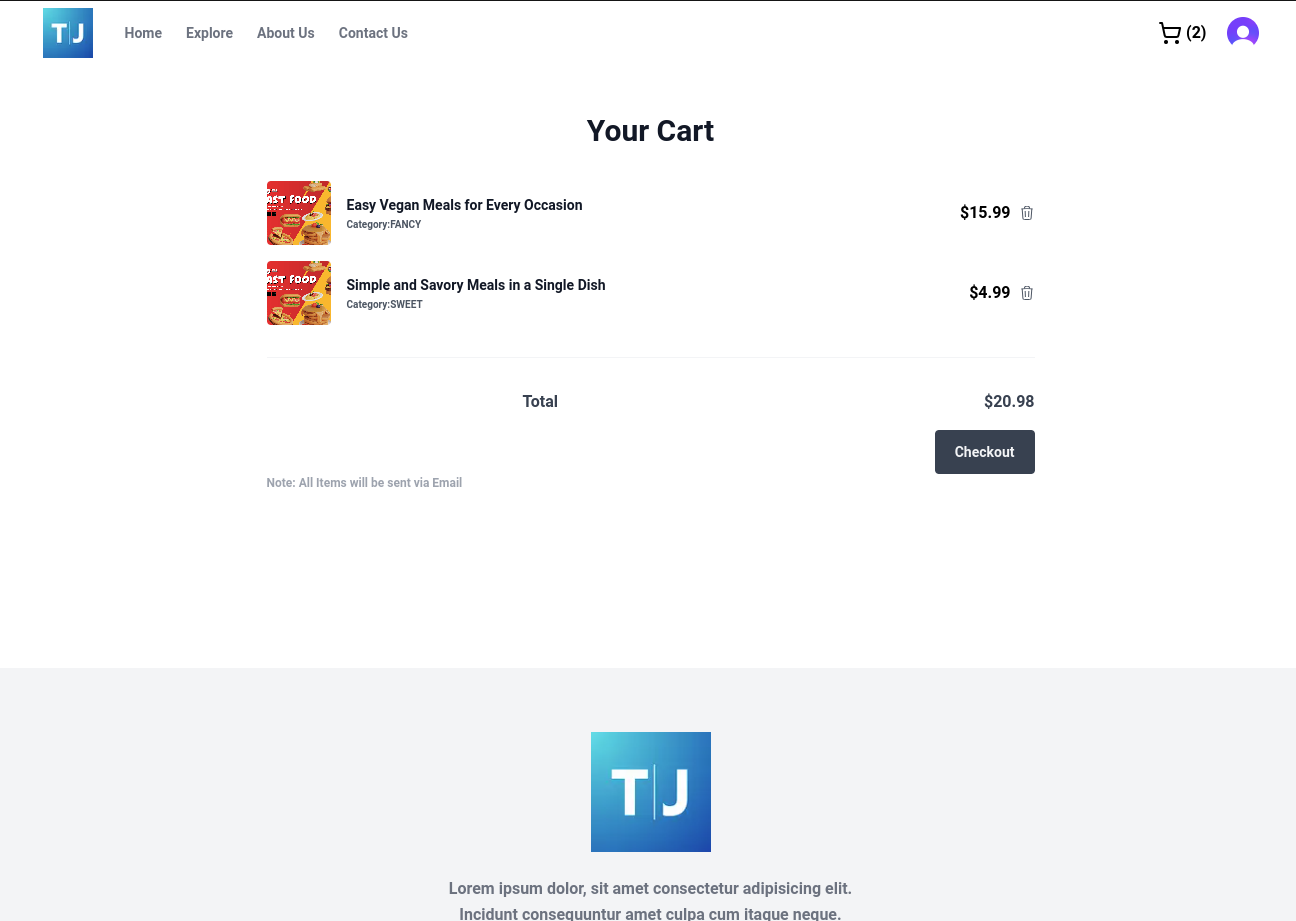 T|J
Home
Explore
About Us
Contact Us
(2)
Your Cart
AST FOOD
Easy Vegan Meals for Every Occasion
Category:FANCY
$15.99
AST FOOD
Simple and Savory Meals in a Single Dish
Category:SWEET
$4.99
Total
$20.98
Checkout
Note: All Items will be sent via Email
T|J
Lorem ipsum dolor, sit amet consectetur adipisicing elit.
Incidunt consequuntur amet culpa cum itaque neque.